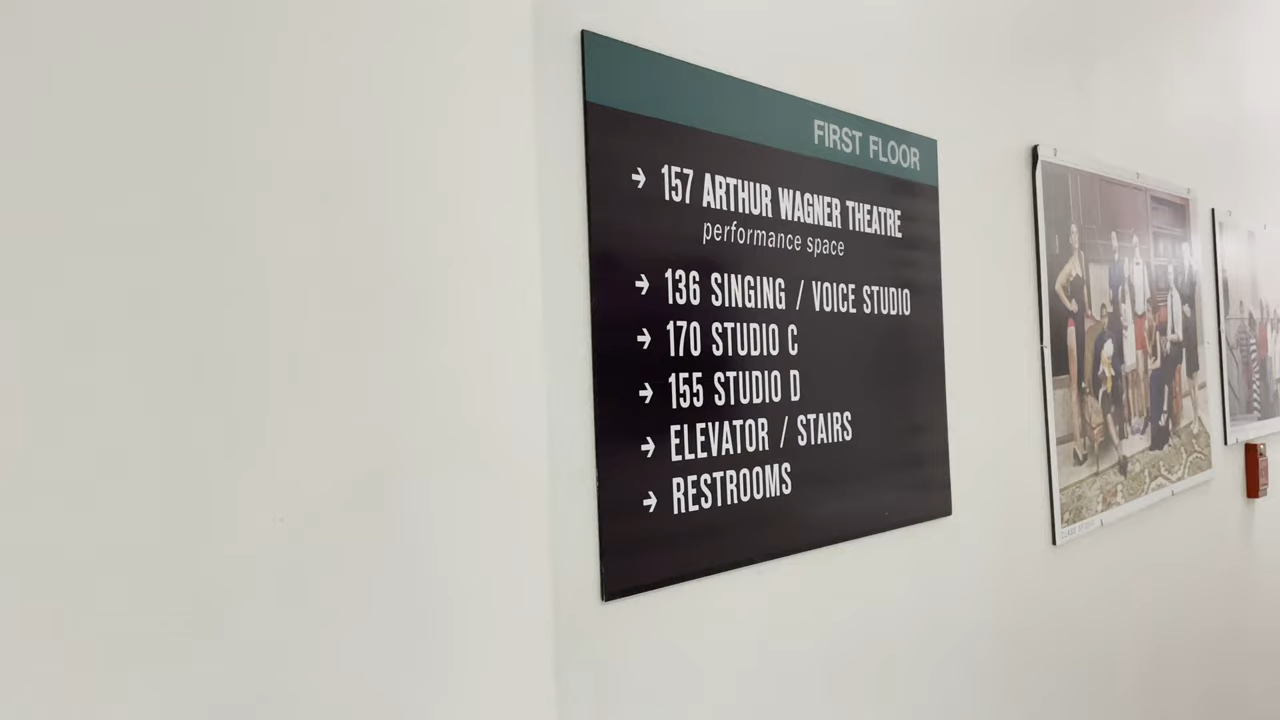 FIRST FLOOR
→ 157 ARTHUR WAGNER THEATRE
performance space
→ 136 SINGING / VOICE STUDIO
→ 170 STUDIO C
→ 155 STUDIO D
→ ELEVATOR / STAIRS
→ RESTROOMS